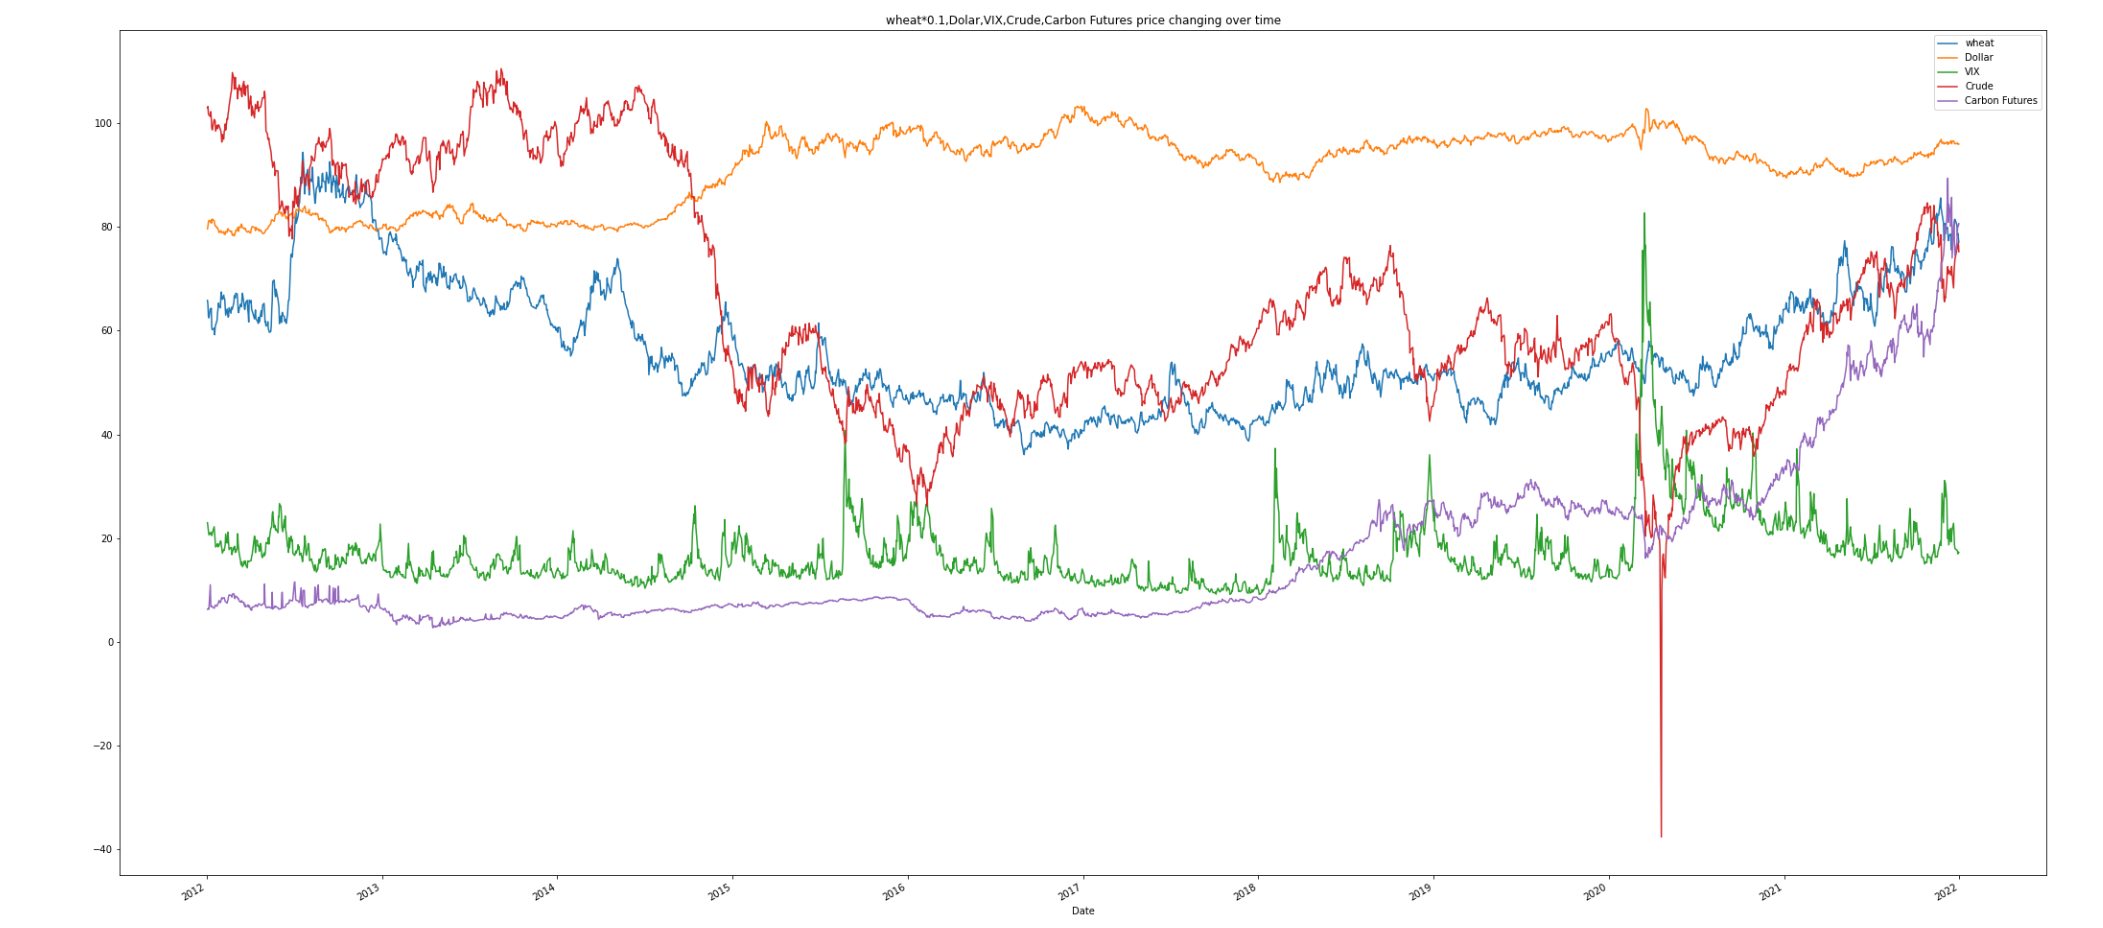 wheat*0.1,Dolar,VIX,Crude,Carbon Futures price changing over time
wheat
Dollar
VIX
Crude
Carbon Futures
100
80
60
40
20
0
−20
−40
2012
2013
2014
2015
2016
2017
2018
2019
2020
2021
2022
Date